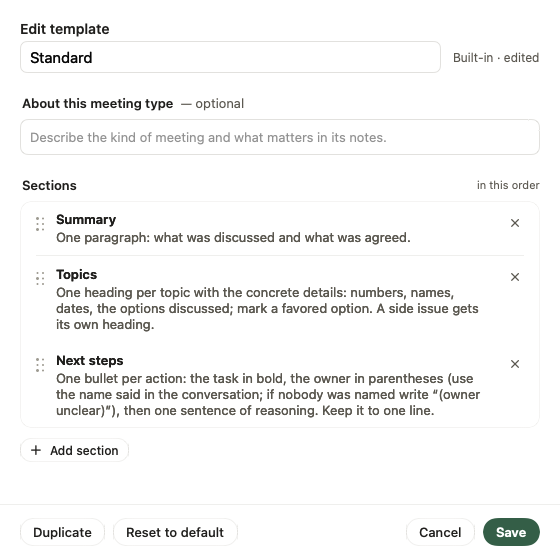 Edit template
Standard
Built-in · edited
About this meeting type — optional
Describe the kind of meeting and what matters in its notes.
Sections
in this order
Summary
One paragraph: what was discussed and what was agreed.
Topics
One heading per topic with the concrete details: numbers, names,
dates, the options discussed; mark a favored option. A side issue gets
its own heading.
Next steps
One bullet per action: the task in bold, the owner in parentheses (use
the name said in the conversation; if nobody was named write “(owner
unclear)”), then one sentence of reasoning. Keep it to one line.
+ Add section
Duplicate
Reset to default
Cancel
Save